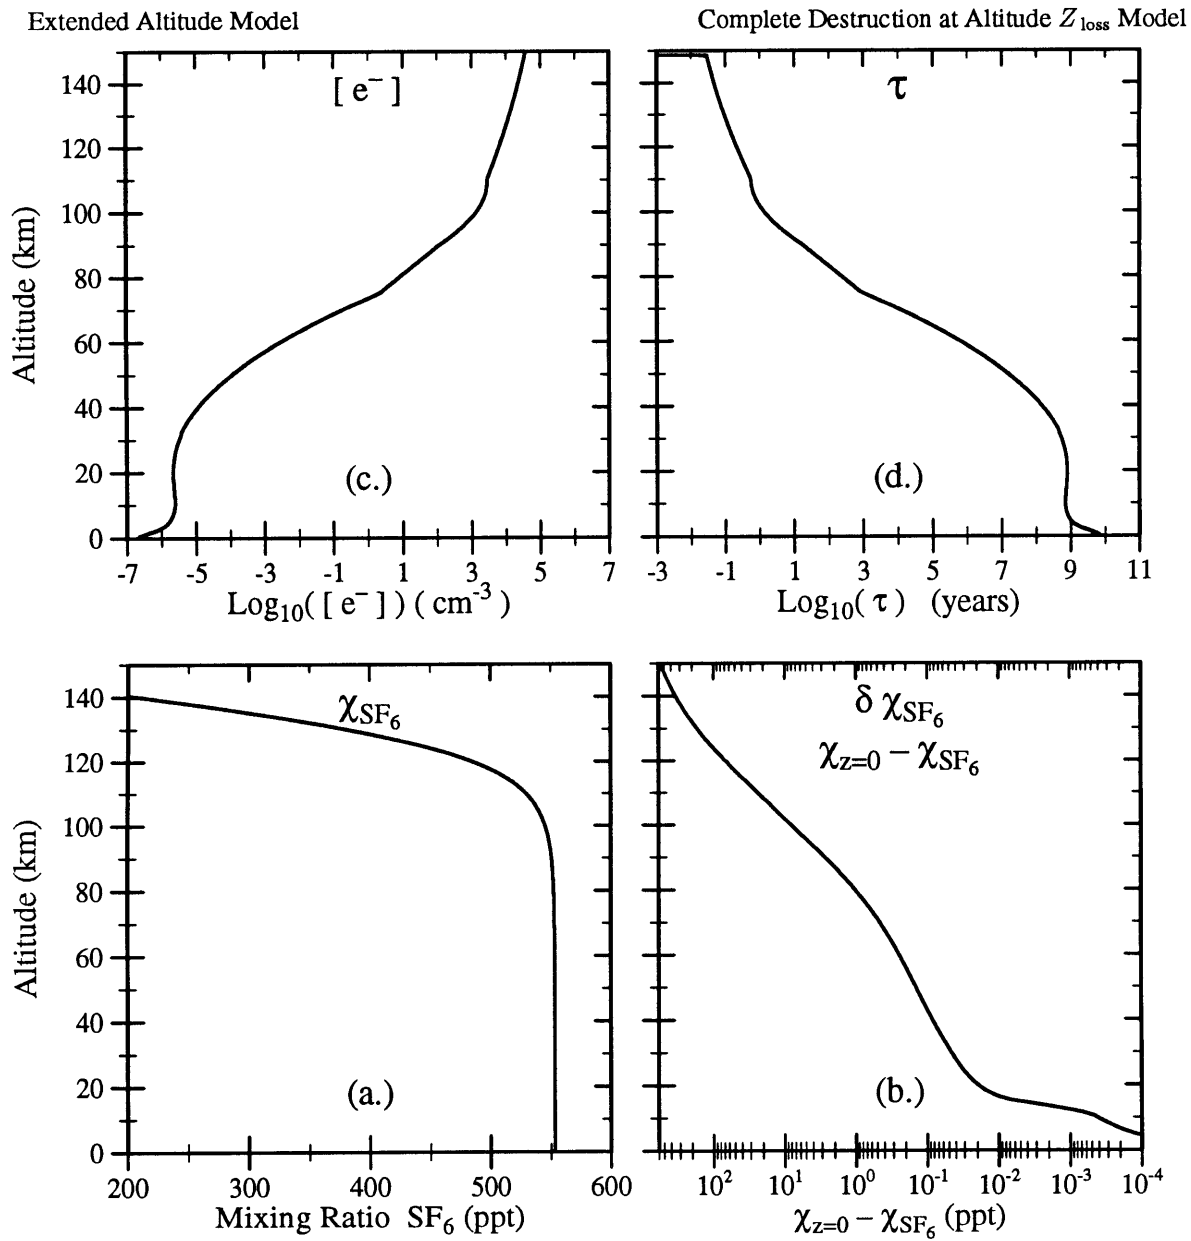 Extended Altitude Model
Complete Destruction at Altitude Z loss Model
[ e⁻ ]
τ
140
120
100
80
60
40
20
0
Altitude (km)
(c.)
(d.)
-7 -5 -3 -1 1 3 5 7
-3 -1 1 3 5 7 9 11
Log₁₀([ e⁻ ]) ( cm⁻³ )
Log₁₀( τ ) (years)
χSF₆
δ χSF₆
χz=0 − χSF₆
140
120
100
80
60
40
20
0
Altitude (km)
(a.)
(b.)
200 300 400 500 600
10² 10¹ 10⁰ 10⁻¹ 10⁻² 10⁻³ 10⁻⁴
Mixing Ratio SF₆ (ppt)
χz=0 − χSF₆ (ppt)